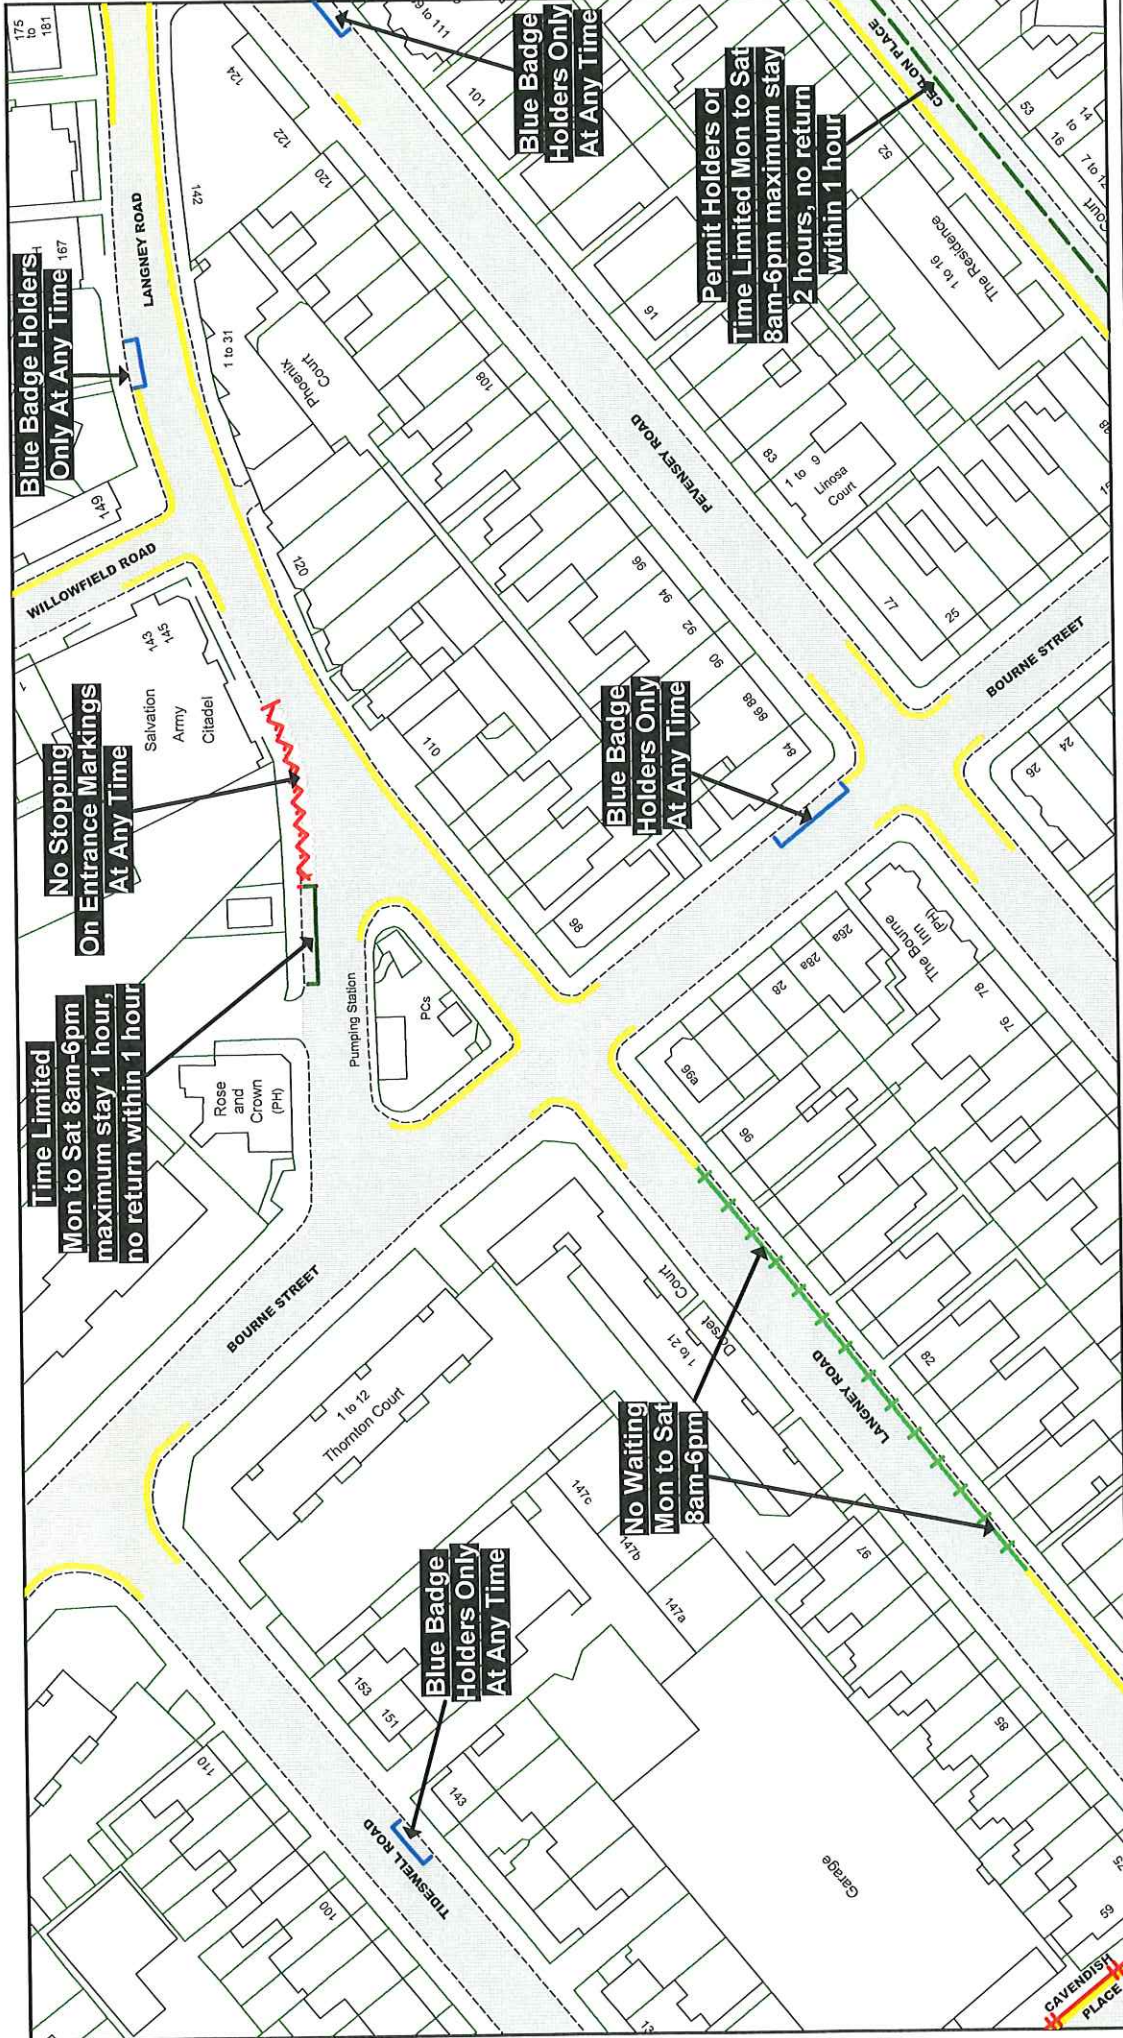 Time Limited
Mon to Sat 8am-6pm
maximum stay 1 hour,
no return within 1 hour
No Stopping
On Entrance Markings
At Any Time
Blue Badge Holders
Only At Any Time
175
to
181
WILLOWFIELD ROAD
149
167
LANGNEY ROAD
1
143
145
Salvation
Army
Citadel
142
124
122
120
1 to 31
Phoenix
Court
108
120
110
Rose
and
Crown
(PH)
Pumping Station
PCs
BOURNE STREET
1 to 12
Thornton Court
110
100
TIDESWELL ROAD
153
151
143
Blue Badge
Holders Only
At Any Time
147c
147b
147a
1 to 21
Dorset
Court
No Waiting
Mon to Sat
8am-6pm
LANGNEY ROAD
97
85
75
59
Garage
CAVENDISH
PLACE
82
96
96a
98
28
28a
26a
The Bourne
Inn
(PH)
78
76
Blue Badge
Holders Only
At Any Time
84
86 88
90
92
94
96
PEVENSEY ROAD
101
91
83
1 to 9
Linosa
Court
77
25
BOURNE STREET
26
24
Blue Badge
Holders Only
At Any Time
Permit Holders or
Time Limited Mon to Sat
8am-6pm maximum stay
2 hours, no return
within 1 hour
52
The Residence
1 to 16
CEYLON PLACE
53
14
to
16
Court